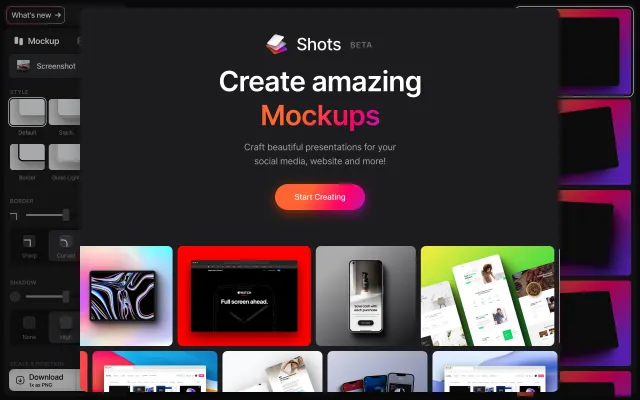 What's new →
Mockup
Screenshot
STYLE
Default
Border
Glass Light
BORDER
Sharp
Curved
SHADOW
None
High
Download
1x as PNG
Shots BETA
Create amazing
Mockups
Craft beautiful presentations for your
social media, website and more!
Start Creating
WATCH
Full screen ahead.